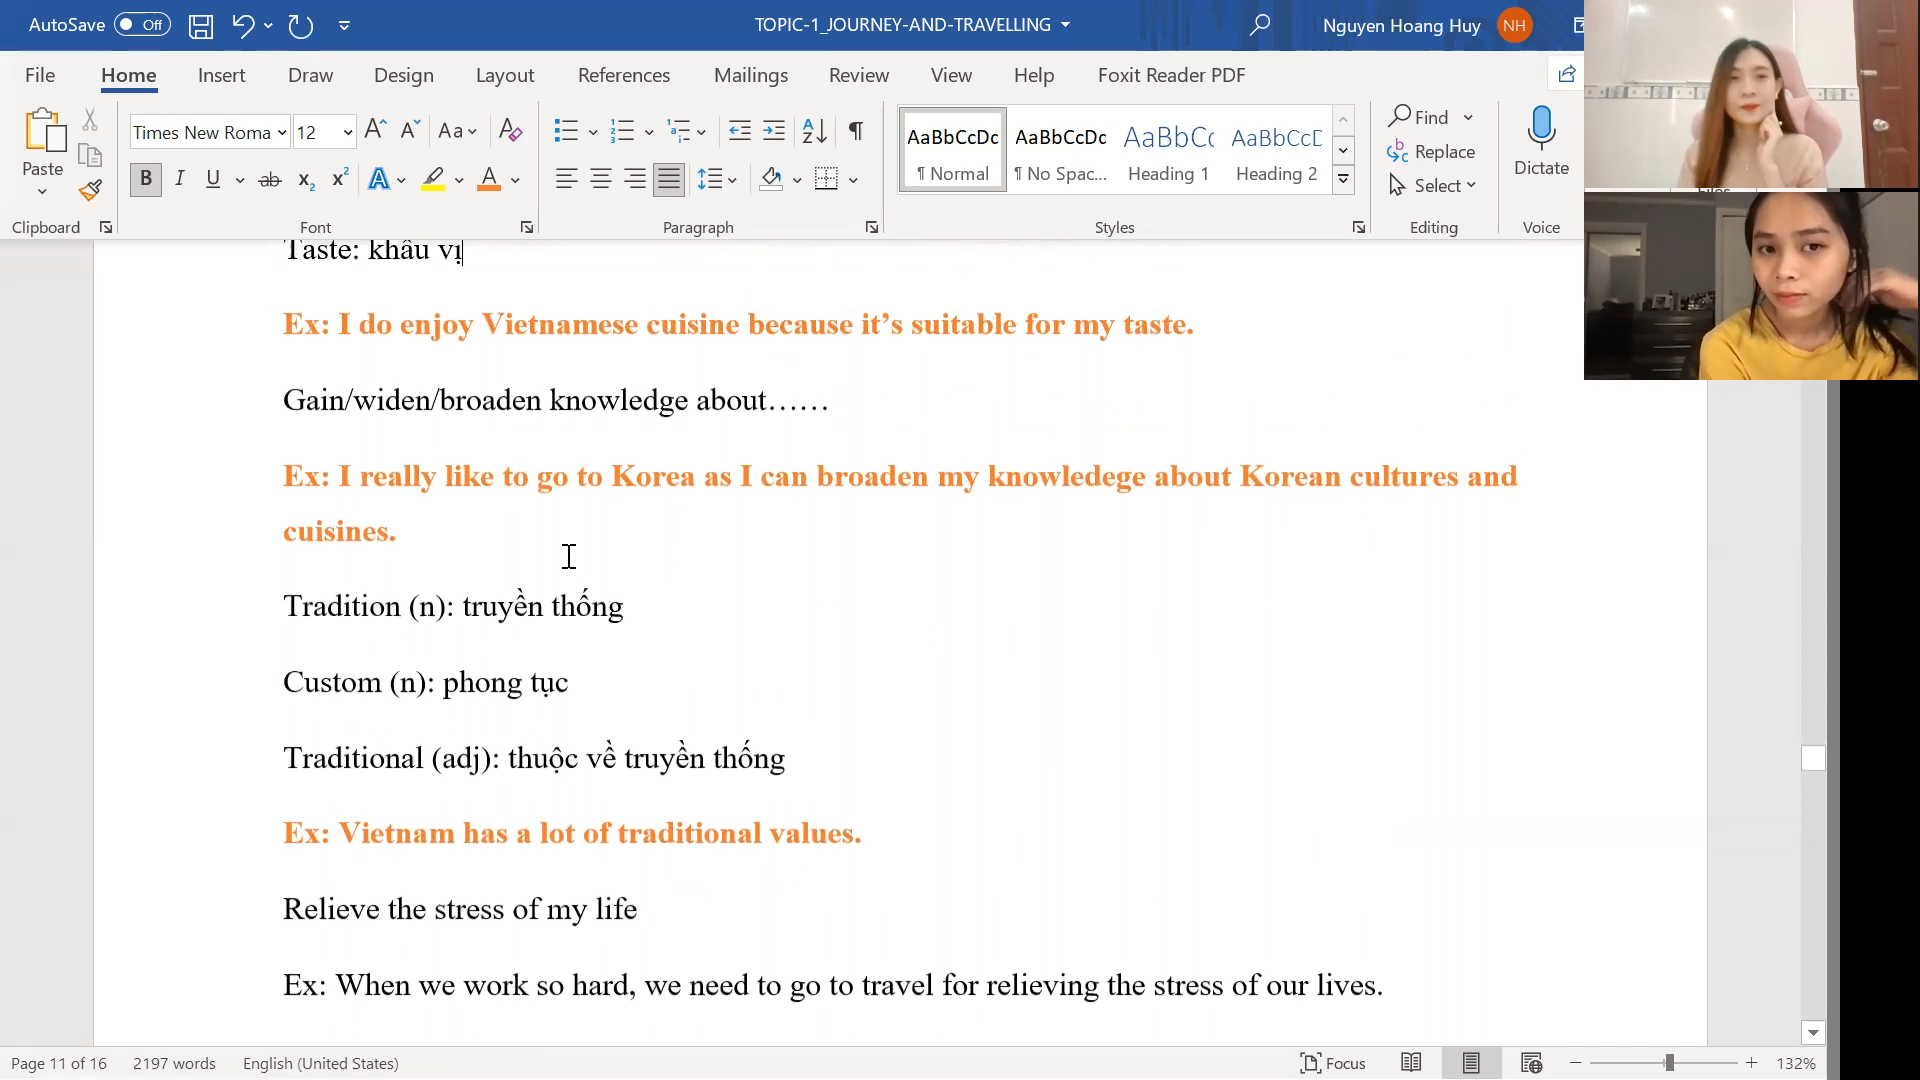 AutoSave Off TOPIC-1_JOURNEY-AND-TRAVELLING Nguyen Hoang Huy NH
File Home Insert Draw Design Layout References Mailings Review View Help Foxit Reader PDF
Times New Roma 12 Aa
AaBbCcDc AaBbCcDc AaBbCc AaBbCcD
Find
Replace
Select
Paste
B I U ab x2 x2 A A
¶ Normal ¶ No Spac... Heading 1 Heading 2
Dictate
Clipboard Font Paragraph Styles Editing Voice
Taste: khẩu vị
Ex: I do enjoy Vietnamese cuisine because it’s suitable for my taste.
Gain/widen/broaden knowledge about……
Ex: I really like to go to Korea as I can broaden my knowledege about Korean cultures and
cuisines.
Tradition (n): truyền thống
Custom (n): phong tục
Traditional (adj): thuộc về truyền thống
Ex: Vietnam has a lot of traditional values.
Relieve the stress of my life
Ex: When we work so hard, we need to go to travel for relieving the stress of our lives.
Page 11 of 16 2197 words English (United States) Focus 132%